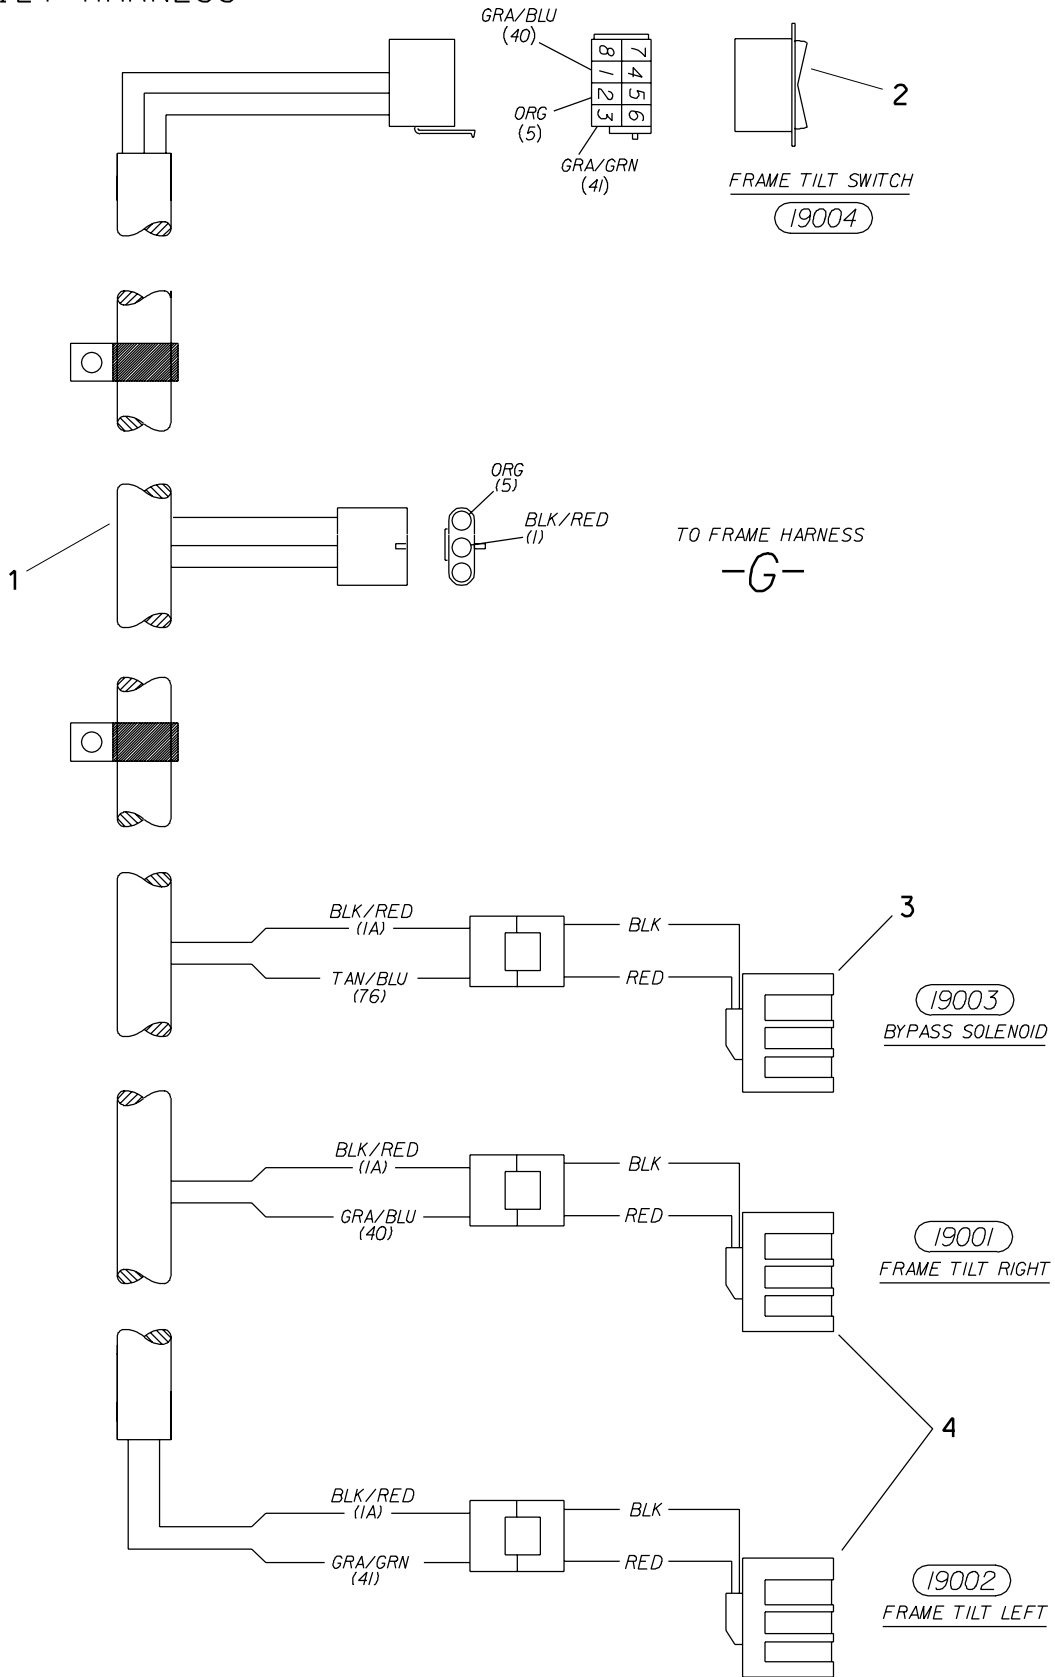 HARNESS
GRA/BLU
(40)
8 7
1 4
2 5
3 6
ORG
(5)
GRA/GRN
(41)
2
FRAME TILT SWITCH
19004
ORG
(5)
BLK/RED
(1)
TO FRAME HARNESS
-G-
1
BLK/RED
(1A)
TAN/BLU
(76)
BLK
RED
3
19003
BYPASS SOLENOID
BLK/RED
(1A)
GRA/BLU
(40)
BLK
RED
19001
FRAME TILT RIGHT
4
BLK/RED
(1A)
GRA/GRN
(41)
BLK
RED
19002
FRAME TILT LEFT